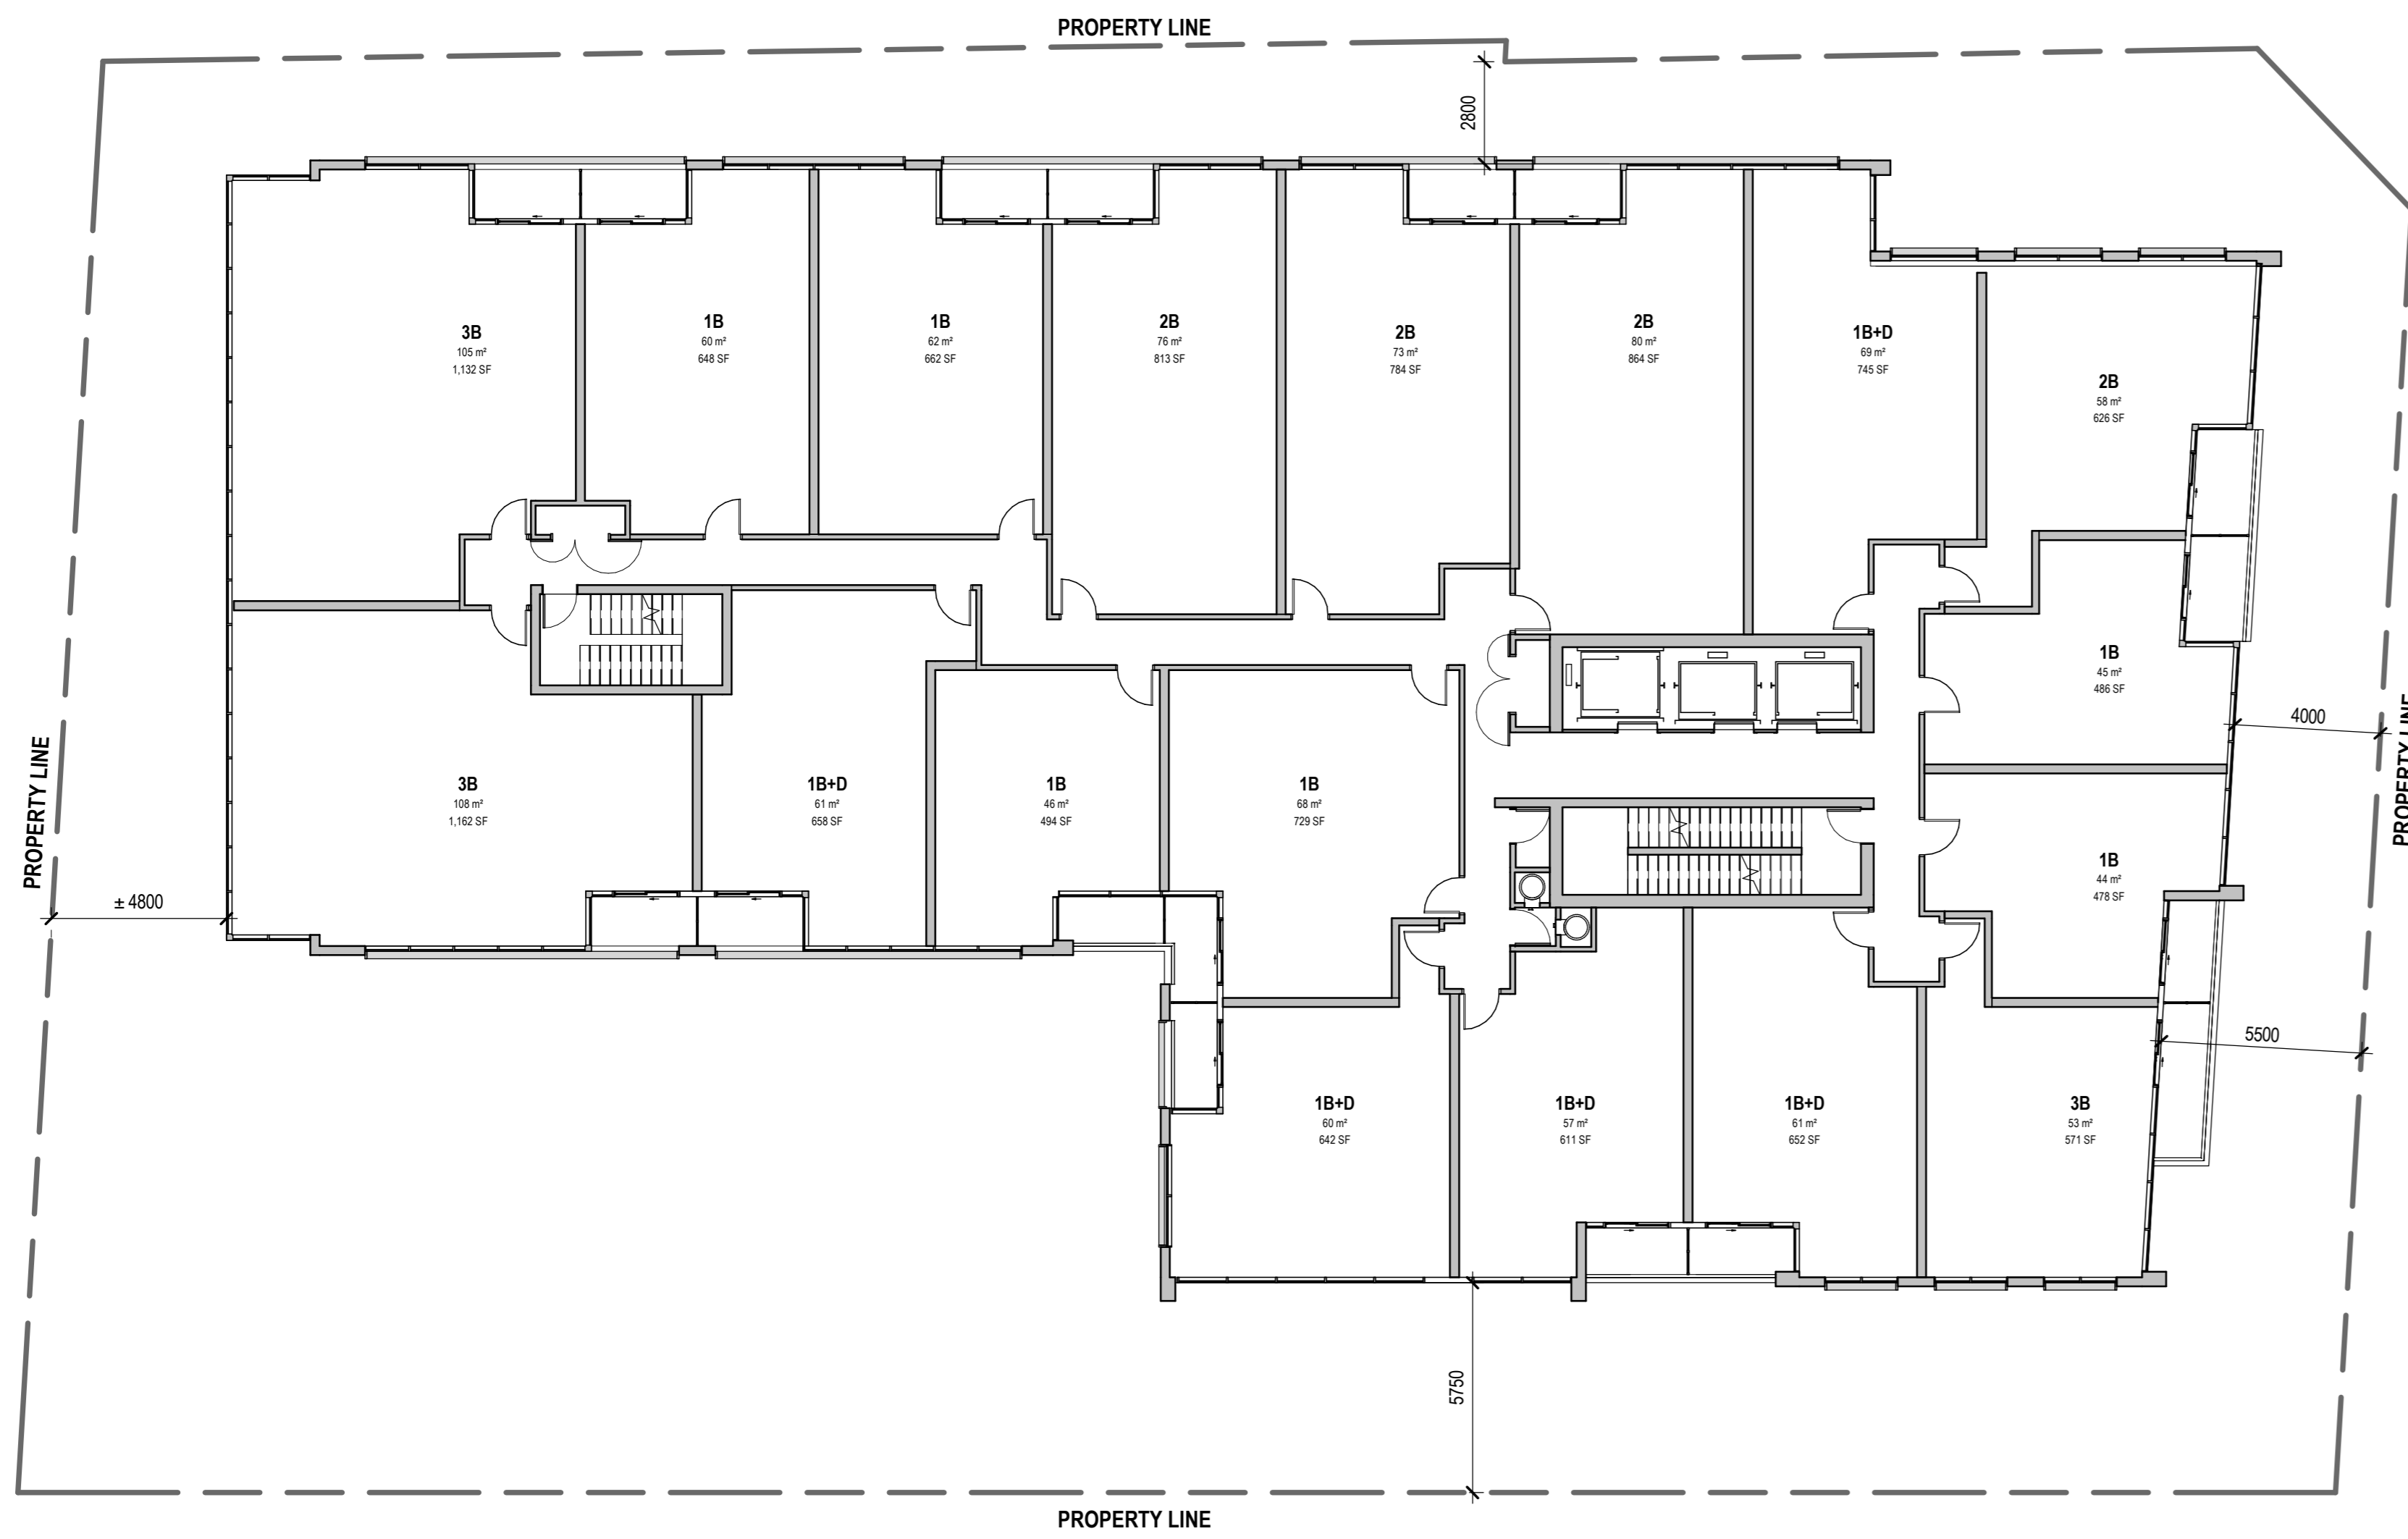 PROPERTY LINE
2800
3B
105 m²
1,132 SF
1B
60 m²
648 SF
1B
62 m²
662 SF
2B
76 m²
813 SF
2B
73 m²
784 SF
2B
80 m²
864 SF
1B+D
69 m²
745 SF
2B
58 m²
626 SF
1B
45 m²
486 SF
4000
PROPERTY LINE
PROPERTY LINE
± 4800
3B
108 m²
1,162 SF
1B+D
61 m²
658 SF
1B
46 m²
494 SF
1B
68 m²
729 SF
1B
44 m²
478 SF
5500
1B+D
60 m²
642 SF
1B+D
57 m²
611 SF
1B+D
61 m²
652 SF
3B
53 m²
571 SF
5750
PROPERTY LINE